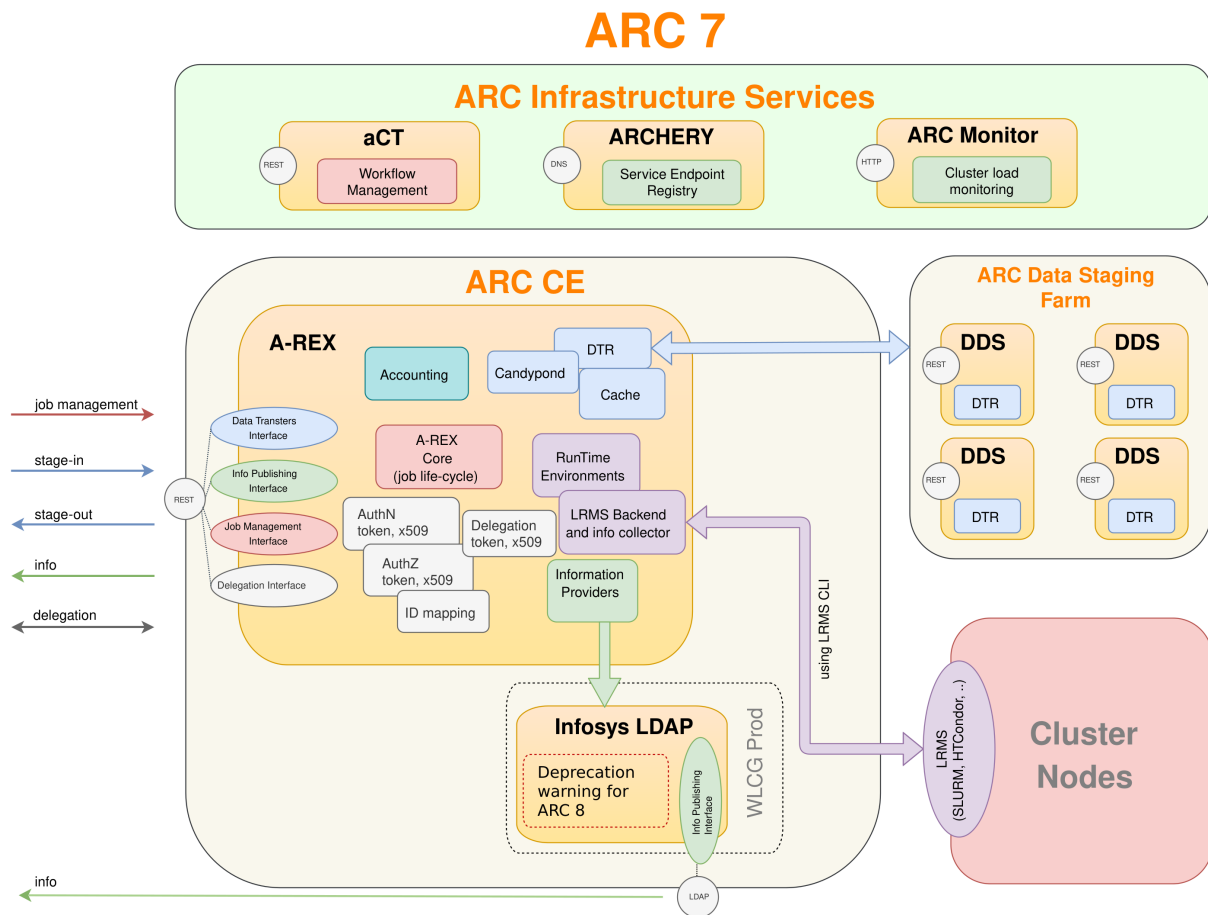 ARC 7
ARC Infrastructure Services
aCT
REST
Workflow
Management
ARCHERY
DNS
Service Endpoint
Registry
ARC Monitor
HTTP
Cluster load
monitoring
ARC CE
A-REX
Accounting
DTR
Candypond
Cache
job management
stage-in
stage-out
info
delegation
REST
Data Transters
Interface
Info Publishing
Interface
Job Management
Interface
Delegation Interface
A-REX
Core
(job life-cycle)
RunTime
Environments
LRMS Backend
and info collector
AuthN
token, x509
Delegation
token, x509
AuthZ
token, x509
ID mapping
Information
Providers
using LRMS CLI
Infosys LDAP
Deprecation
warning for
ARC 8
Info Publishing
Interface
WLCG Prod
LDAP
info
ARC Data Staging
Farm
DDS
REST
DTR
DDS
REST
DTR
DDS
REST
DTR
DDS
REST
DTR
LRMS
(SLURM, HTCondor, ..)
Cluster
Nodes